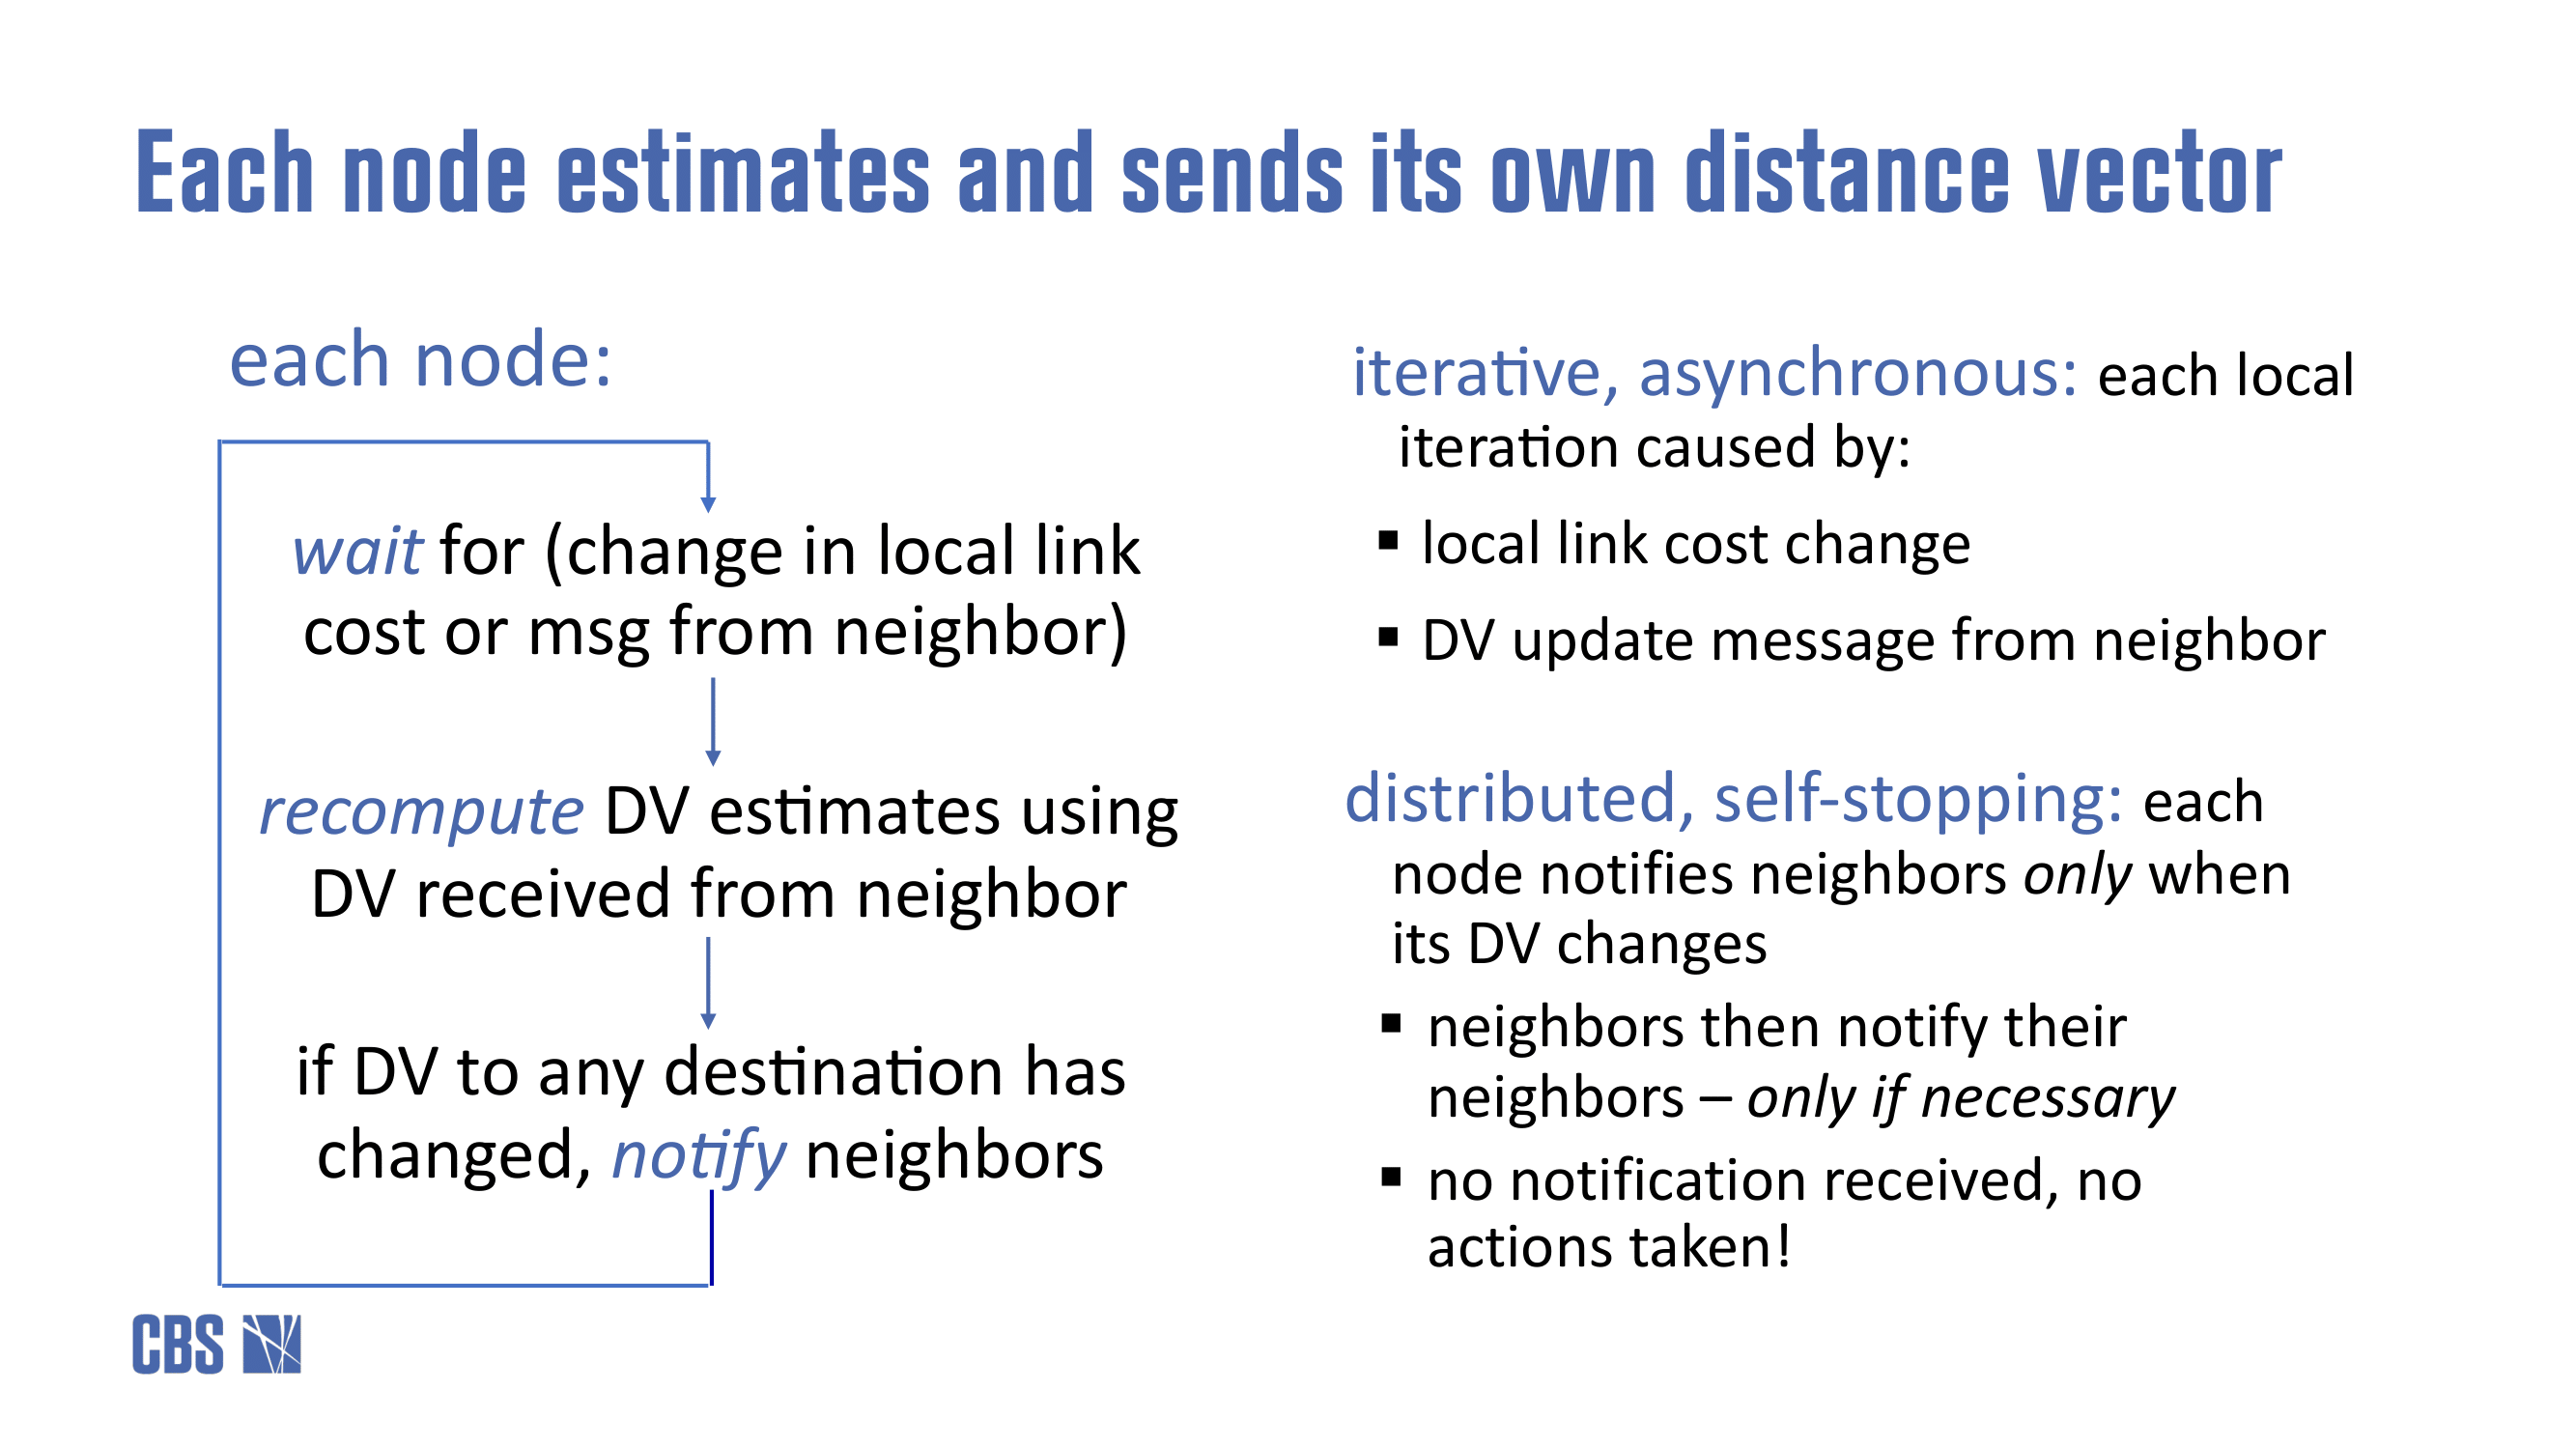 Each node estimates and sends its own distance vector
each node:
wait for (change in local link
cost or msg from neighbor)
recompute DV estimates using
DV received from neighbor
if DV to any destination has
changed, notify neighbors
iterative, asynchronous: each local
iteration caused by:
▪ local link cost change
▪ DV update message from neighbor
distributed, self-stopping: each
node notifies neighbors only when
its DV changes
▪ neighbors then notify their
neighbors – only if necessary
▪ no notification received, no
actions taken!
CBS